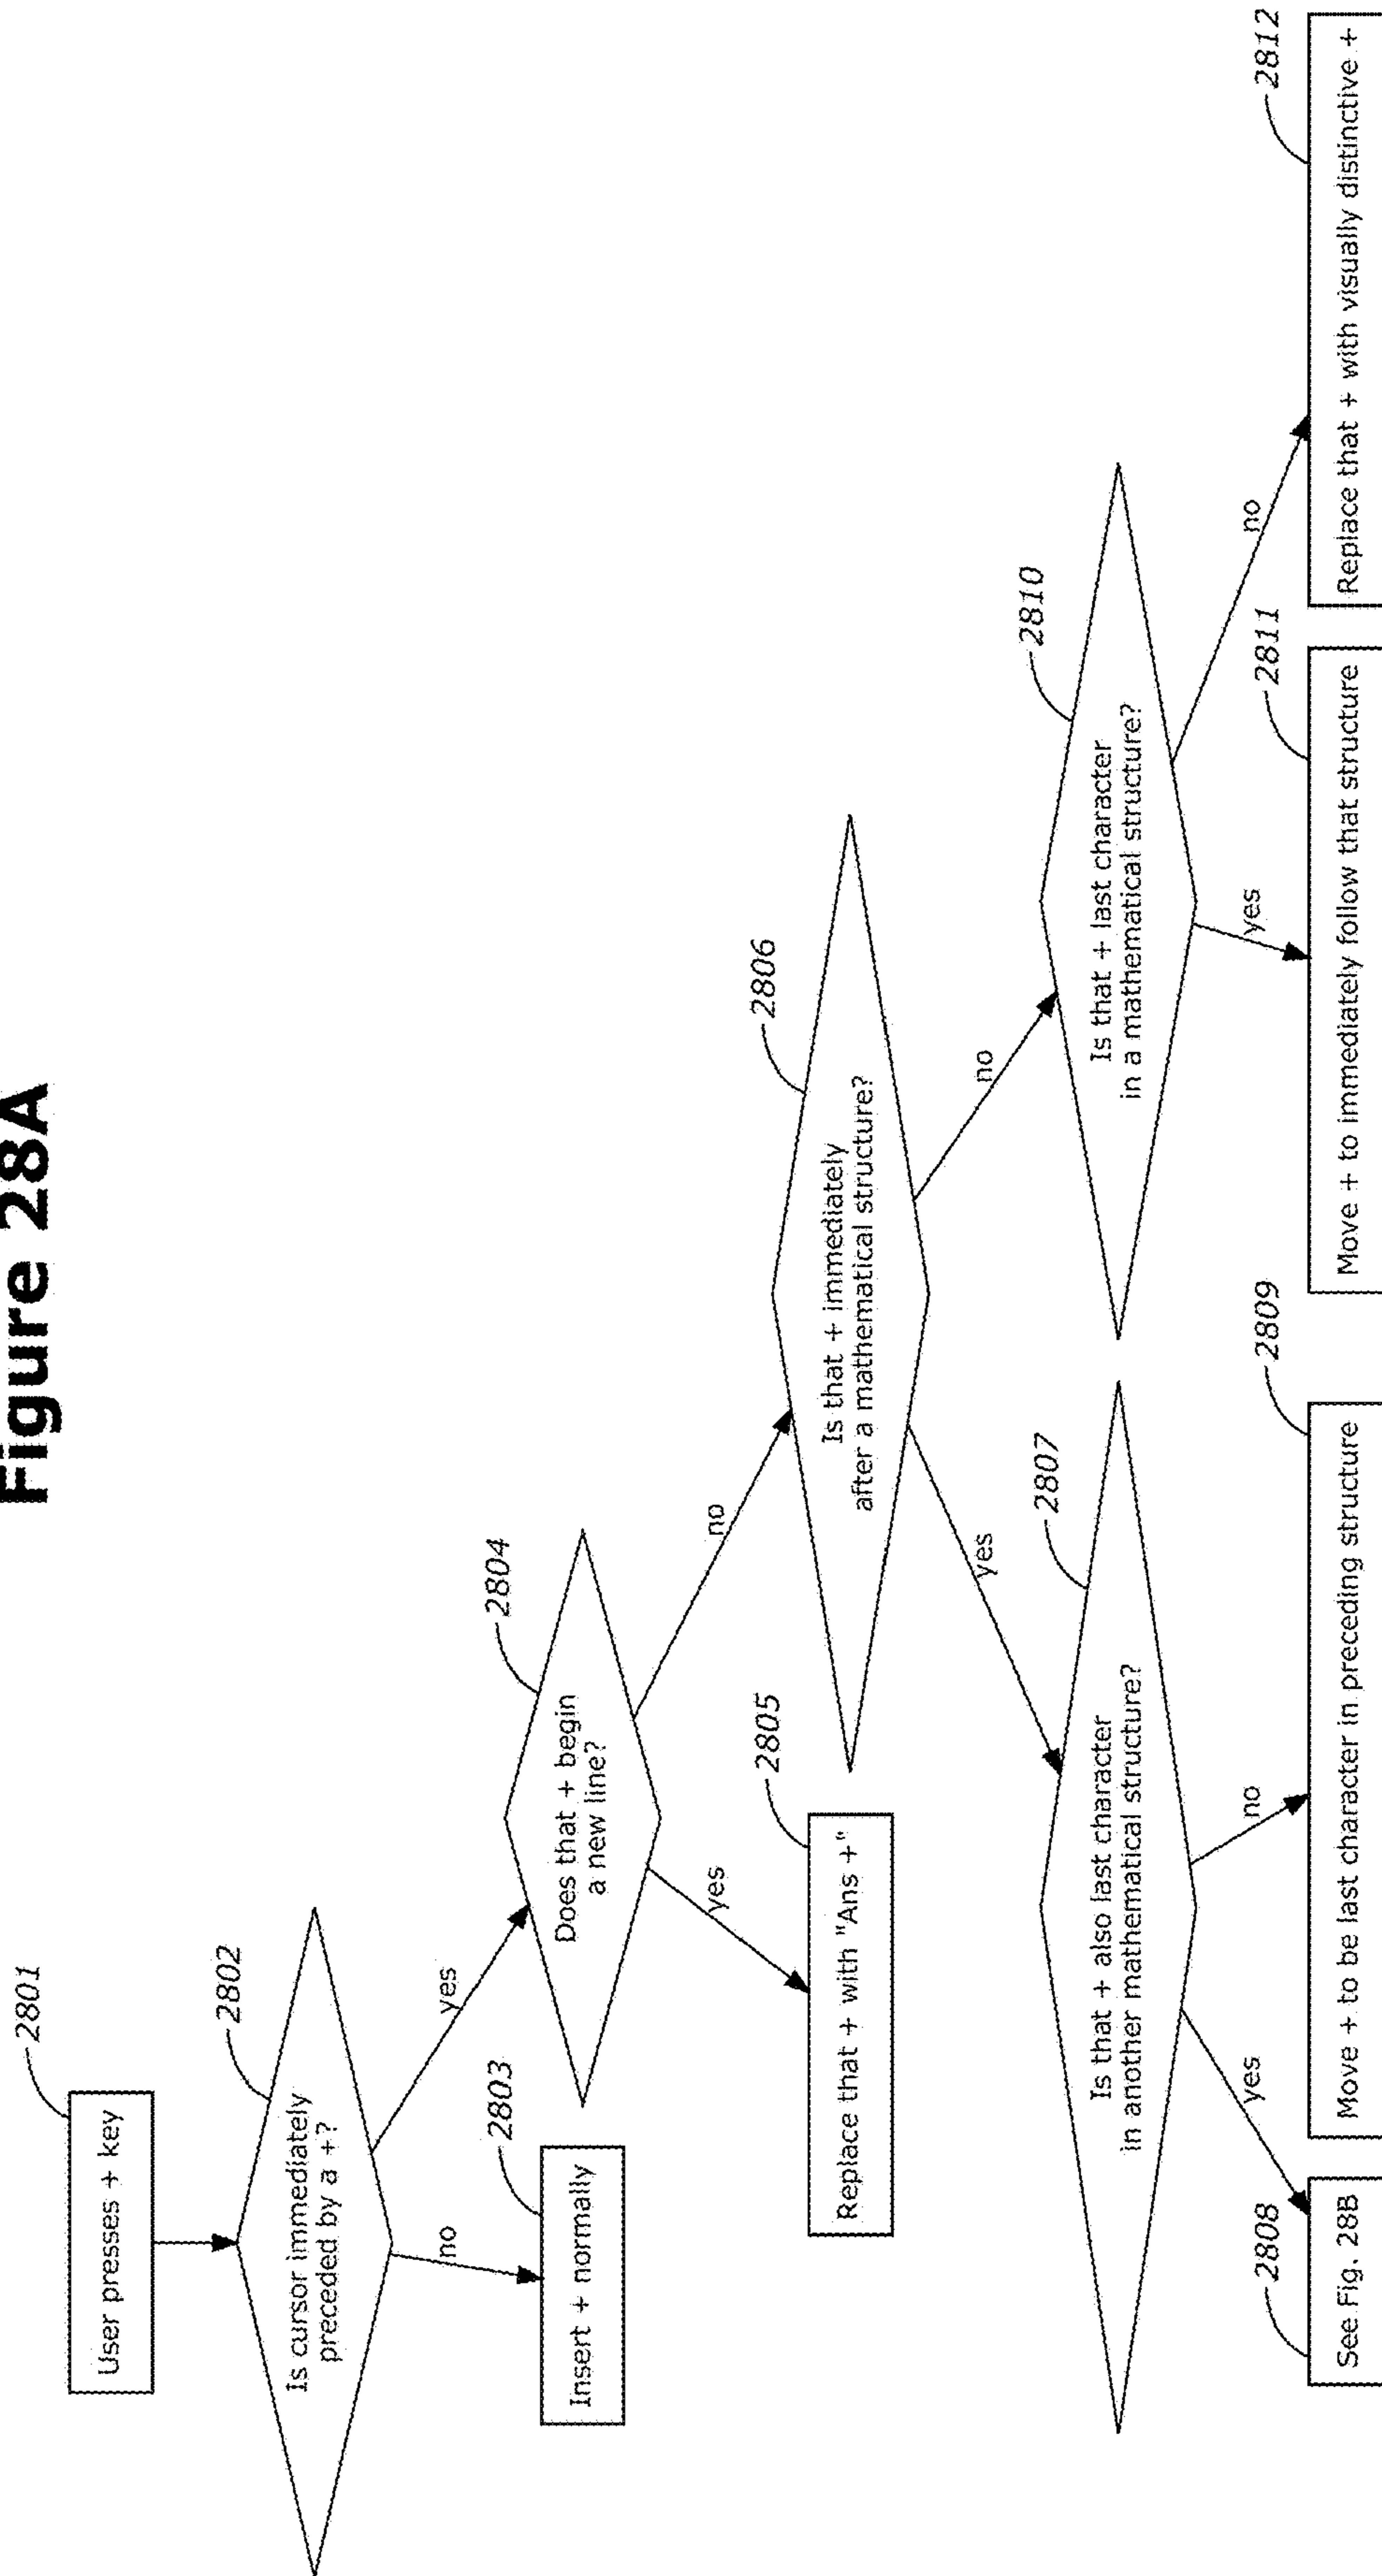 Figure 28A
2801
User presses + key
2802
Is cursor immediately
preceded by a +?
yes
no
2803
Insert + normally
2804
Does that + begin
a new line?
yes
no
2805
Replace that + with "Ans +"
2806
Is that + immediately
after a mathematical structure?
yes
no
2807
Is that + also last character
in another mathematical structure?
yes
no
2810
Is that + last character
in a mathematical structure?
yes
no
2808
See Fig. 28B
2809
Move + to be last character in preceding structure
2811
Move + to immediately follow that structure
2812
Replace that + with visually distinctive +